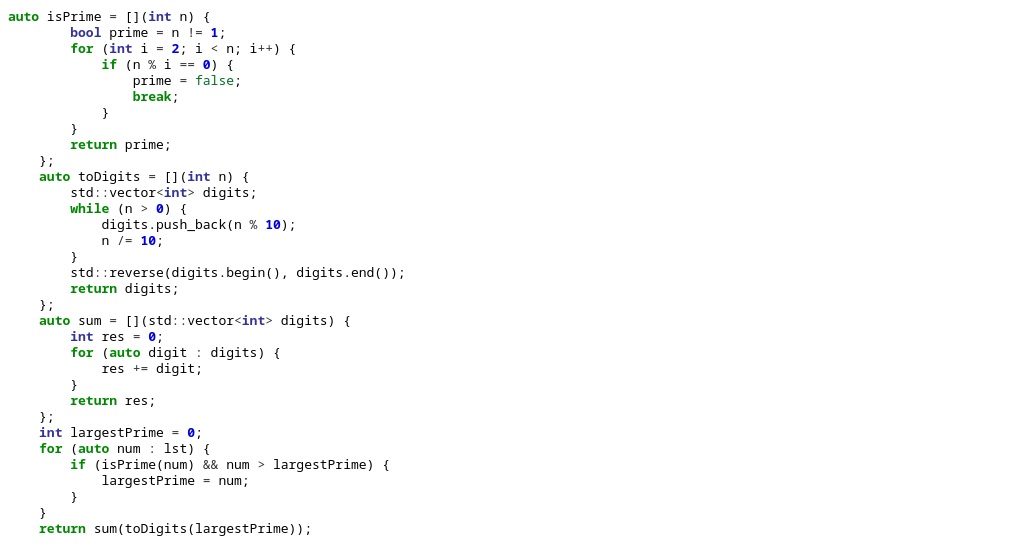 auto isPrime = [](int n) {
        bool prime = n != 1;
        for (int i = 2; i < n; i++) {
            if (n % i == 0) {
                prime = false;
                break;
            }
        }
        return prime;
    };
    auto toDigits = [](int n) {
        std::vector<int> digits;
        while (n > 0) {
            digits.push_back(n % 10);
            n /= 10;
        }
        std::reverse(digits.begin(), digits.end());
        return digits;
    };
    auto sum = [](std::vector<int> digits) {
        int res = 0;
        for (auto digit : digits) {
            res += digit;
        }
        return res;
    };
    int largestPrime = 0;
    for (auto num : lst) {
        if (isPrime(num) && num > largestPrime) {
            largestPrime = num;
        }
    }
    return sum(toDigits(largestPrime));